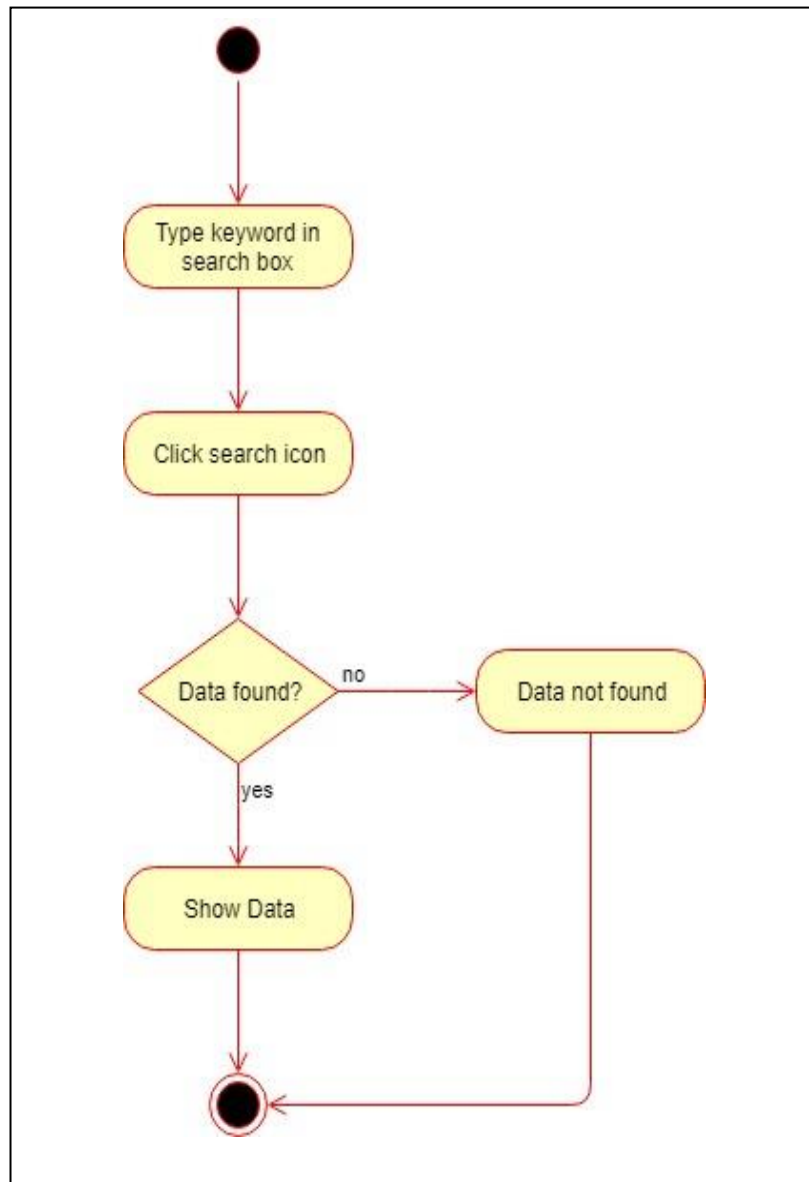 Type keyword in
search box
Click search icon
Data found?
no
Data not found
yes
Show Data